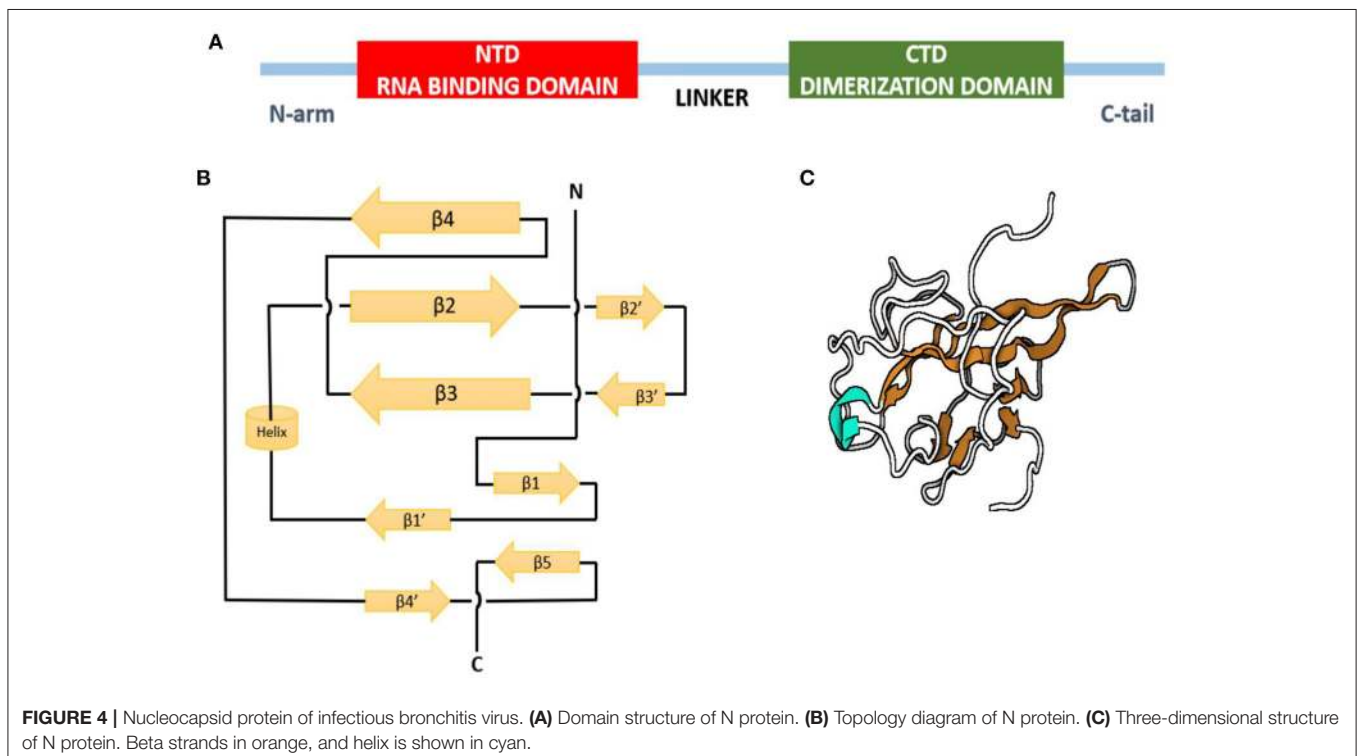 A
NTD
RNA BINDING DOMAIN
CTD
DIMERIZATION DOMAIN
LINKER
N-arm
C-tail
B
C
N
β4
β2
β2’
β3
β3’
Helix
β1
β1’
β5
β4’
C
FIGURE 4 | Nucleocapsid protein of infectious bronchitis virus. (A) Domain structure of N protein. (B) Topology diagram of N protein. (C) Three-dimensional structure
of N protein. Beta strands in orange, and helix is shown in cyan.